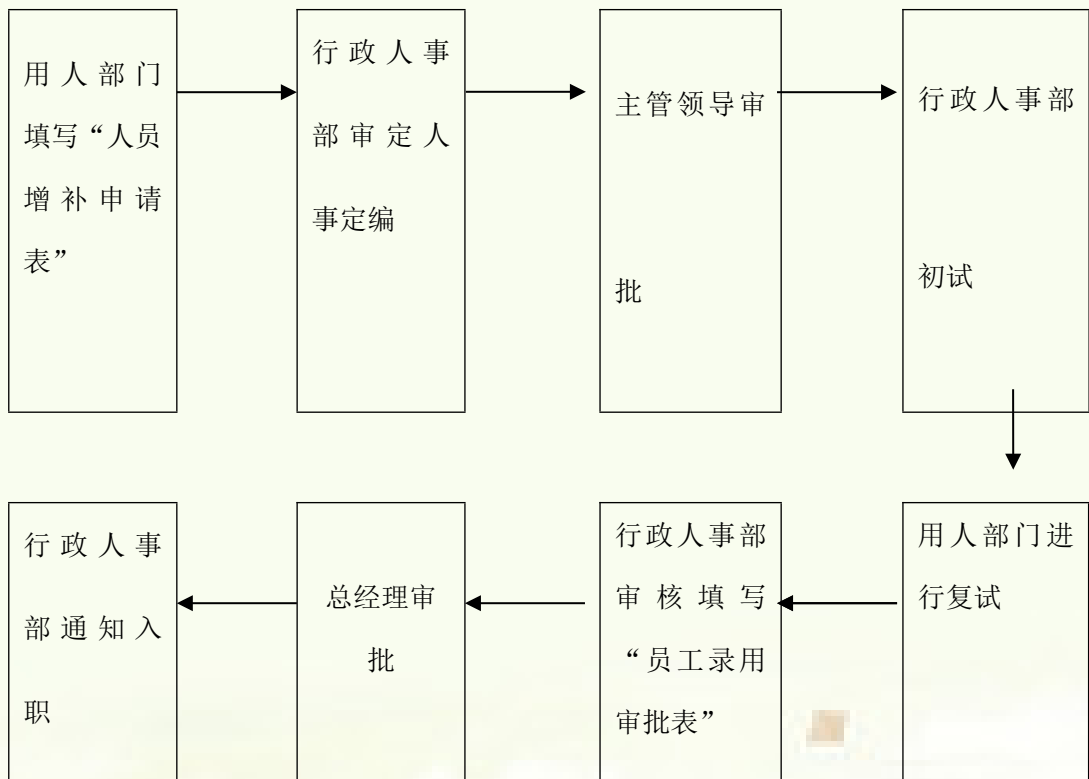 用人部门
填写“人员
增补申请
表”
行政人事
部审定人
事定编
主管领导审
批
行政人事部
初试
行政人事
部通知入
职
总经理审
批
行政人事部
审核填写
“员工录用
审批表”
用人部门进
行复试